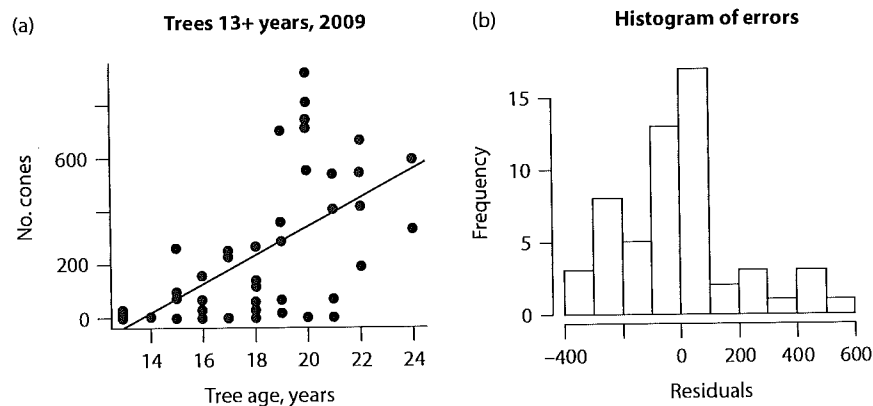 (a)
Trees 13+ years, 2009
No. cones
600
200
0
14 16 18 20 22 24
Tree age, years
(b)
Histogram of errors
Frequency
15
10
5
0
−400 0 200 400 600
Residuals